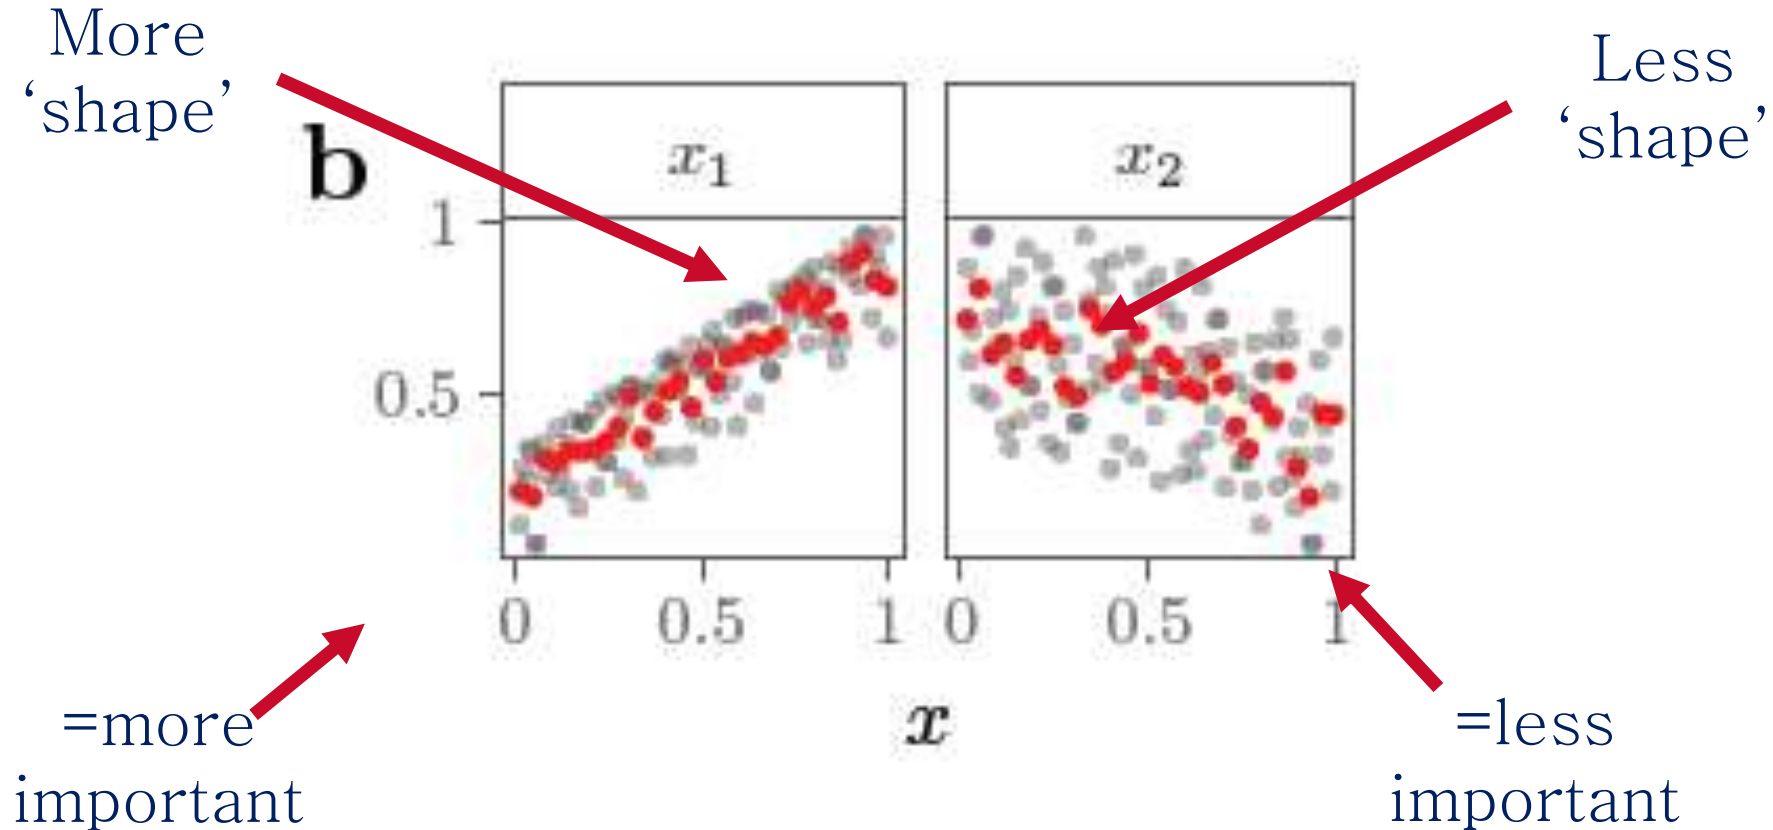 More
‘shape’
Less
‘shape’
b
x₁
x₂
1
0.5
0 0.5 1
0 0.5 1
x
=more
important
=less
important